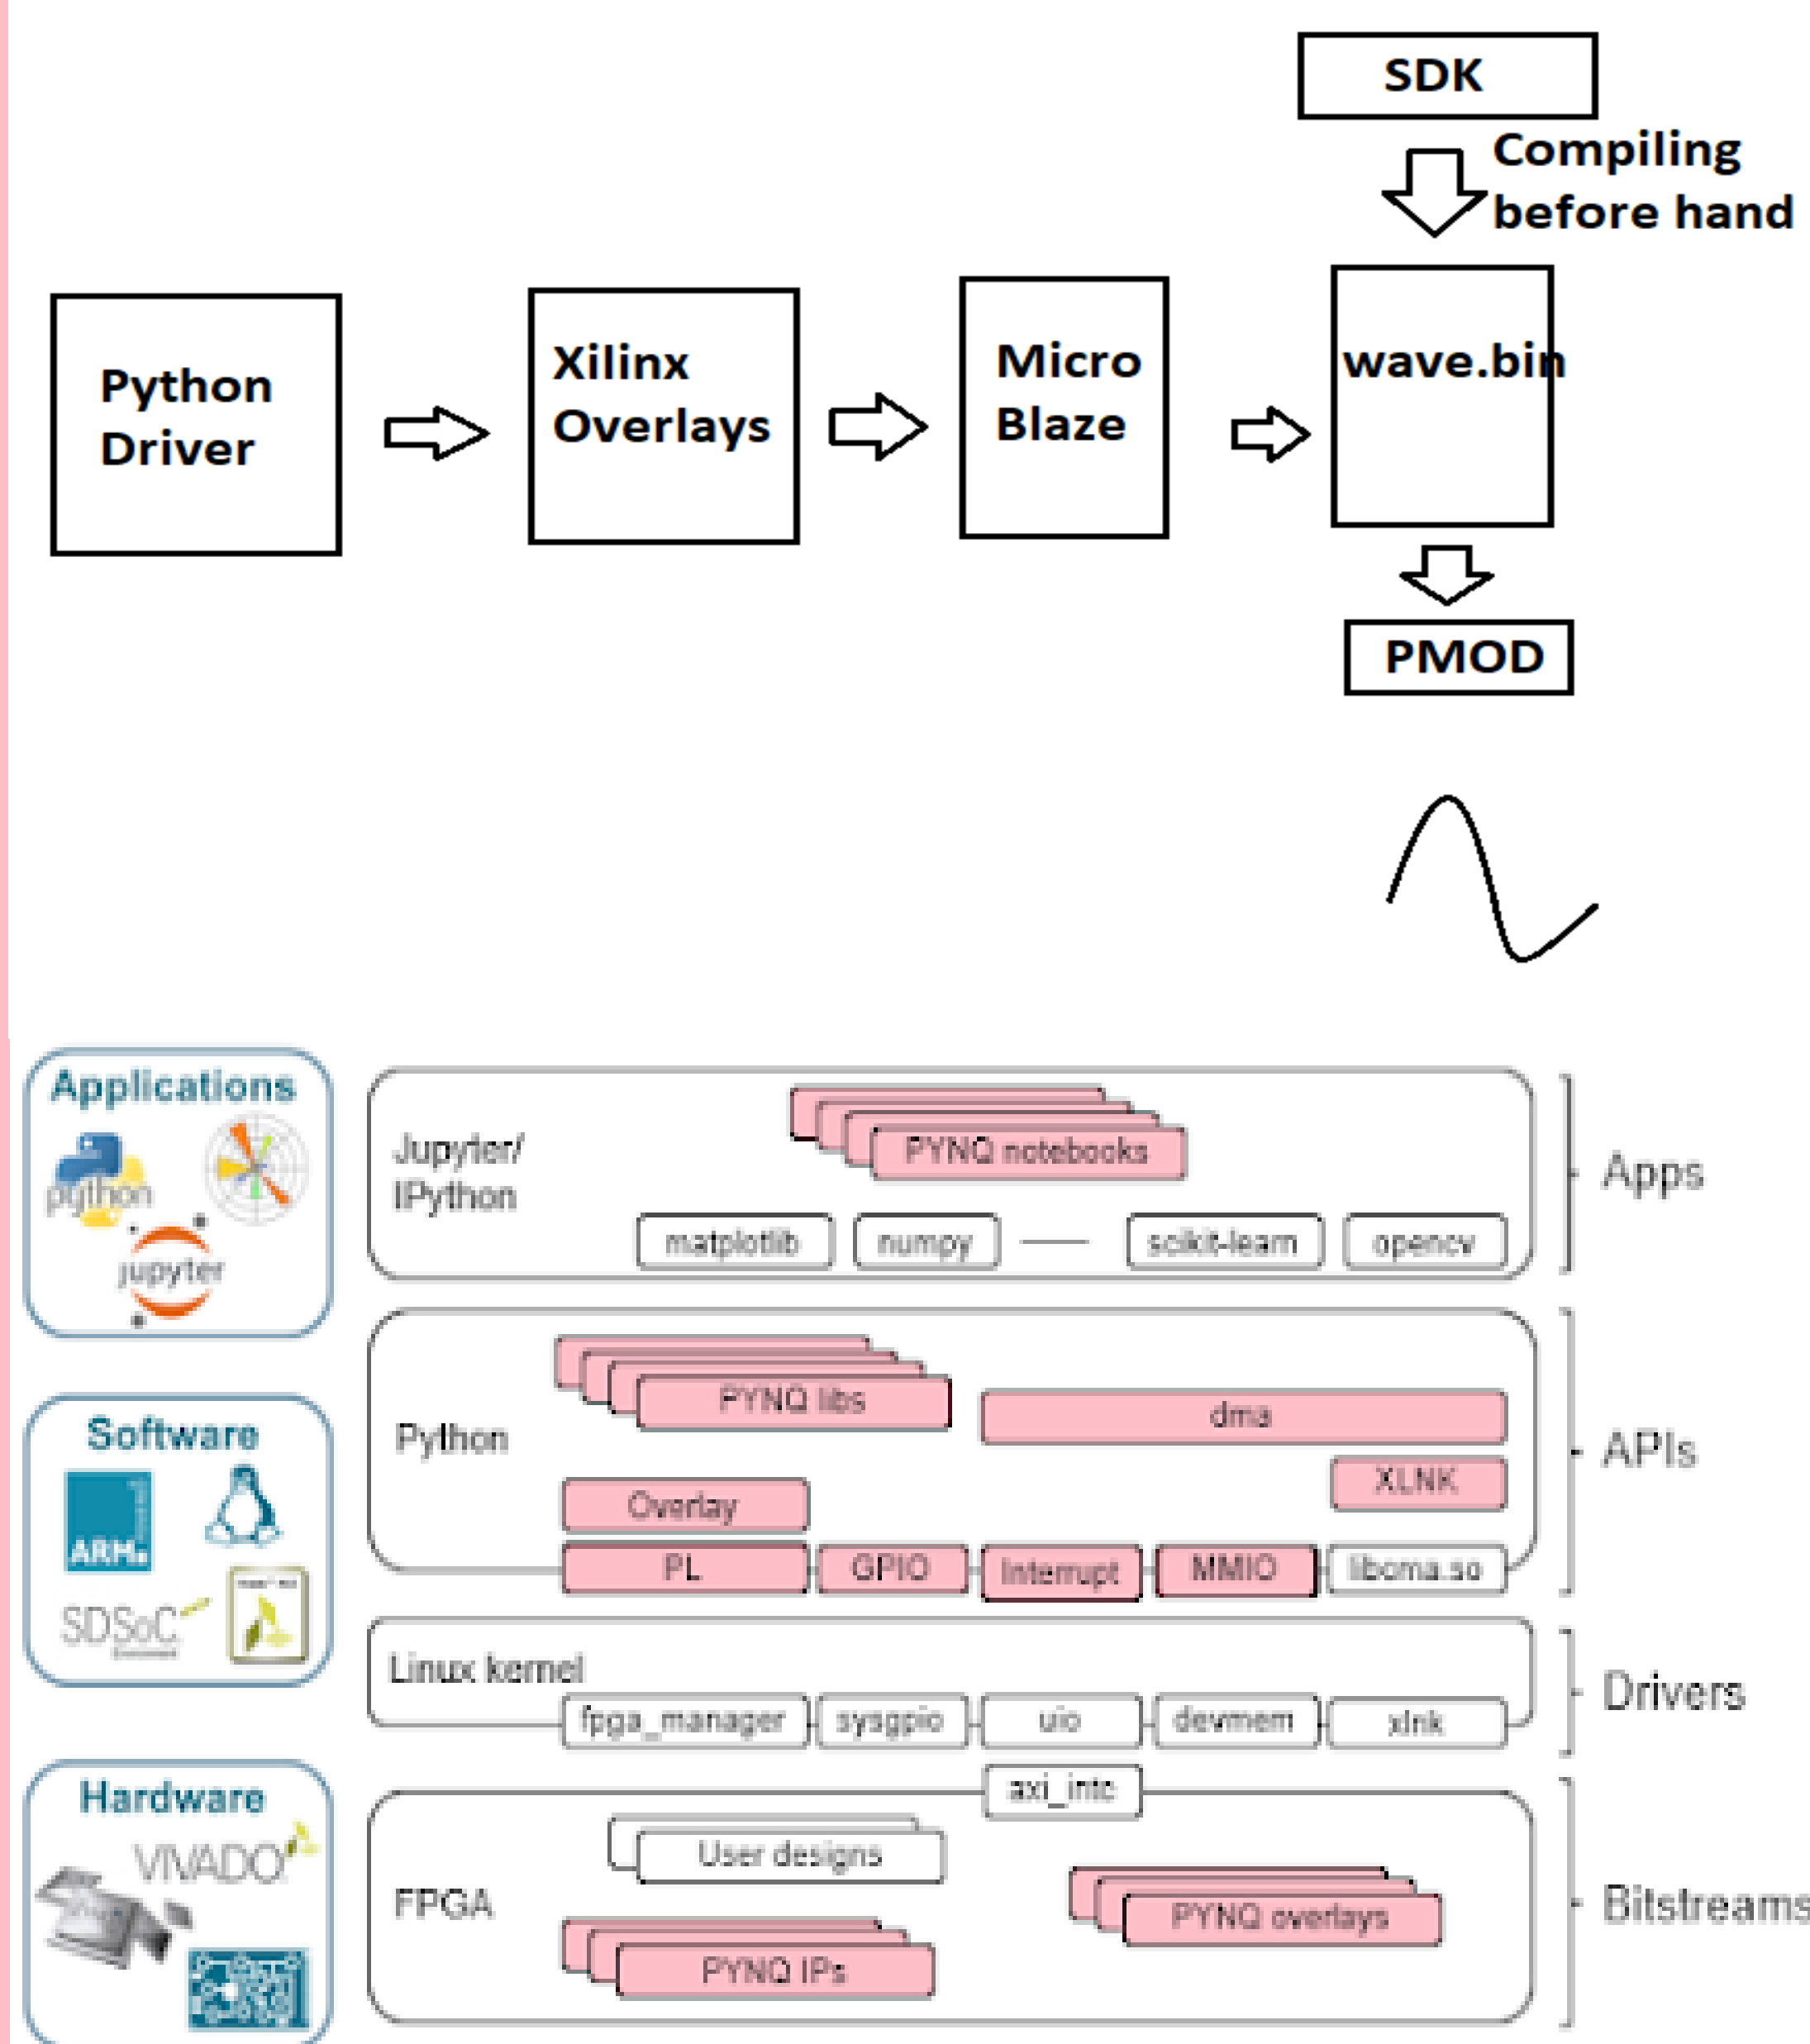 SDK
Compiling
before hand
Python
Driver
Xilinx
Overlays
Micro
Blaze
wave.bin
PMOD
Applications
python
jupyter
Jupyter/
IPython
PYNQ notebooks
matplotlib
numpy
scikit-learn
opencv
Apps
Software
ARM
SDSoC
Python
PYNQ libs
dma
XLNK
Overlay
PL
GPIO
Interrupt
MMIO
libcma.so
APIs
Linux kernel
fpga_manager
sysgpio
uio
devmem
xlnk
Drivers
Hardware
VIVADO
axi_intc
User designs
FPGA
PYNQ overlays
PYNQ IPs
Bitstreams